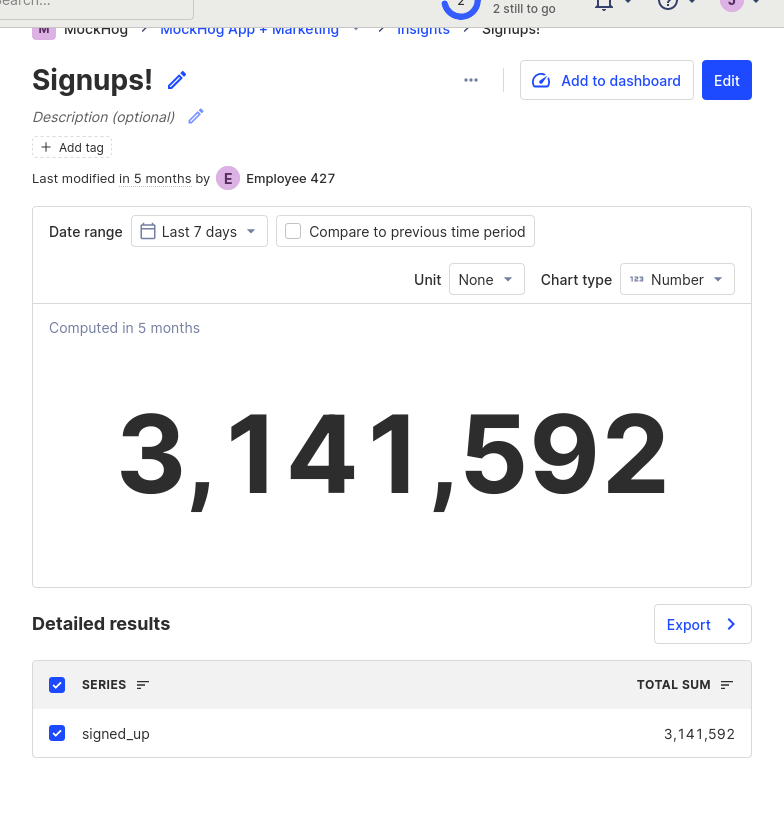 Search...
2
2 still to go
J
M MockHog MockHog App + Marketing Insights Signups!
Signups!
Add to dashboard
Edit
Description (optional)
Add tag
Last modified in 5 months by E Employee 427
Date range Last 7 days Compare to previous time period
Unit None Chart type 123 Number
Computed in 5 months
3,141,592
Detailed results
Export
SERIES TOTAL SUM
signed_up 3,141,592